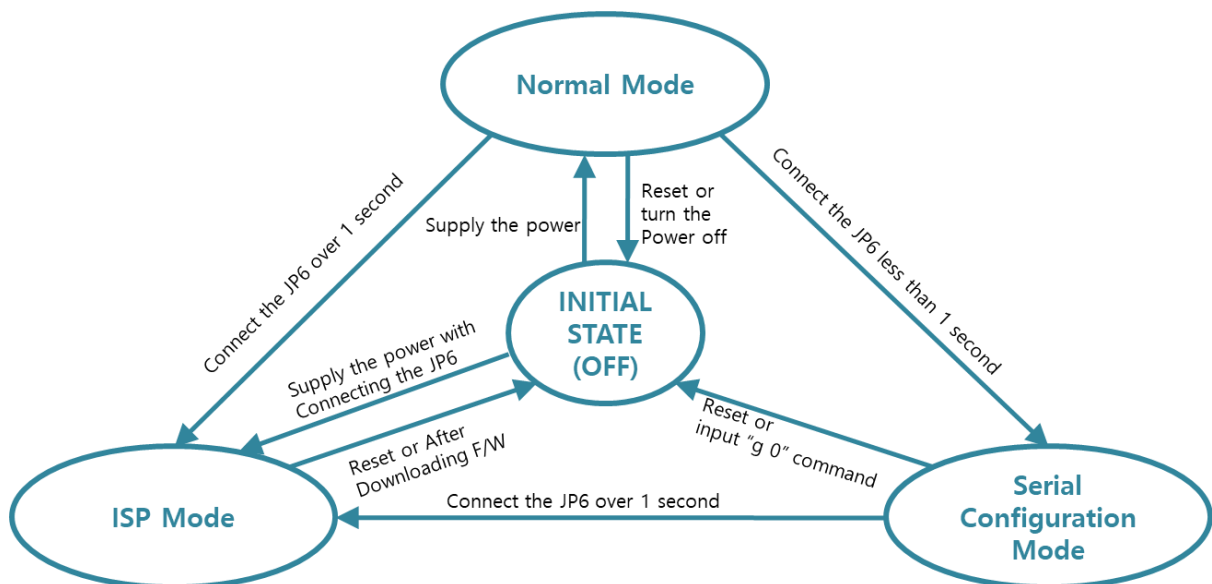 Normal Mode
Connect the JP6 over 1 second
Supply the power
Reset or
turn the
Power off
Connect the JP6 less than 1 second
INITIAL
STATE
(OFF)
Supply the power with
Connecting the JP6
Reset or After
Downloading F/W
Reset or
input “g 0” command
ISP Mode
Connect the JP6 over 1 second
Serial
Configuration
Mode